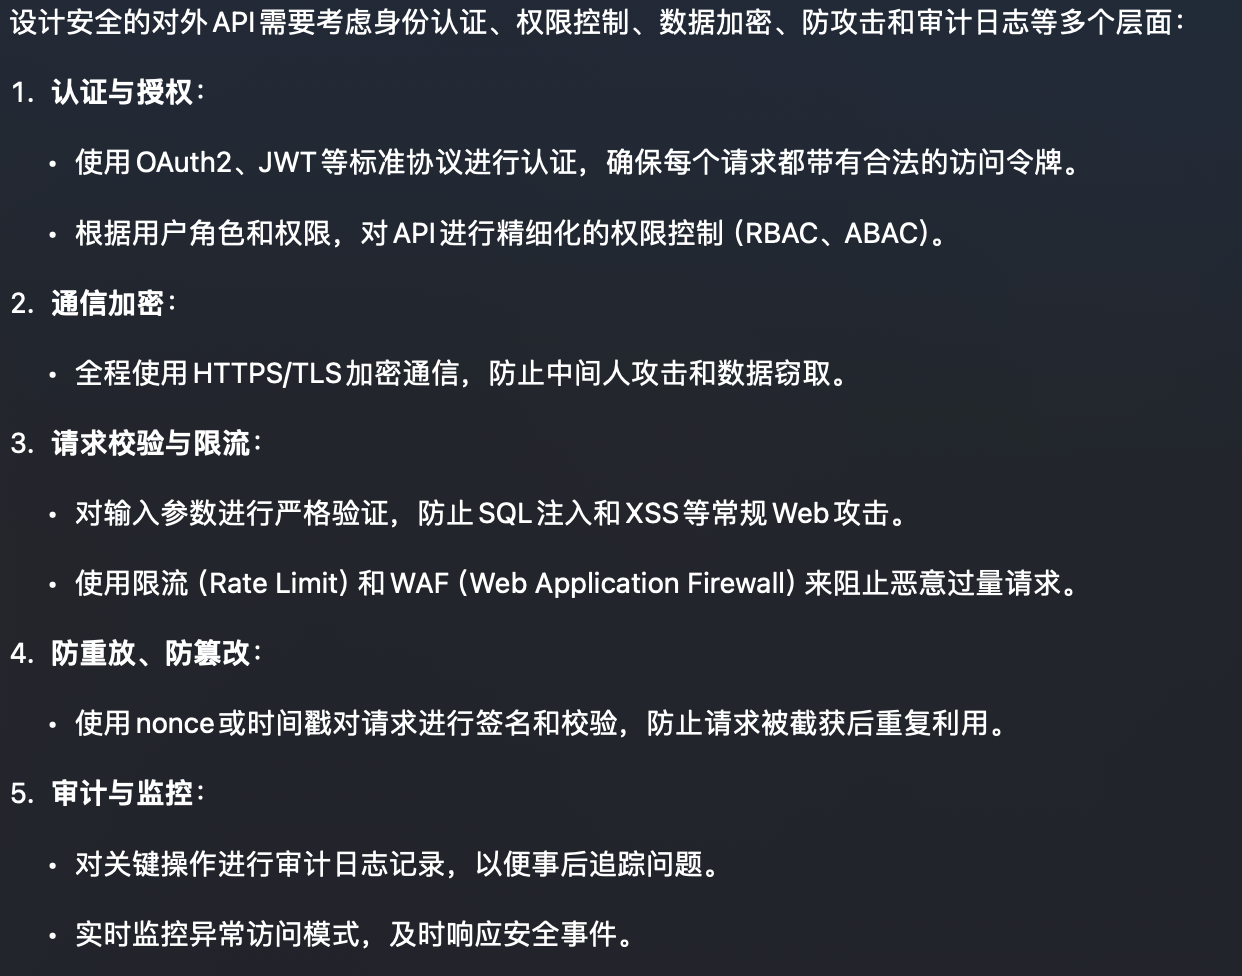 设计安全的对外API需要考虑身份认证、权限控制、数据加密、防攻击和审计日志等多个层面：
1. 认证与授权：
• 使用OAuth2、JWT等标准协议进行认证，确保每个请求都带有合法的访问令牌。
• 根据用户角色和权限，对API进行精细化的权限控制（RBAC、ABAC）。
2. 通信加密：
• 全程使用HTTPS/TLS加密通信，防止中间人攻击和数据窃取。
3. 请求校验与限流：
• 对输入参数进行严格验证，防止SQL注入和XSS等常规Web攻击。
• 使用限流（Rate Limit）和WAF（Web Application Firewall）来阻止恶意过量请求。
4. 防重放、防篡改：
• 使用nonce或时间戳对请求进行签名和校验，防止请求被截获后重复利用。
5. 审计与监控：
• 对关键操作进行审计日志记录，以便事后追踪问题。
• 实时监控异常访问模式，及时响应安全事件。